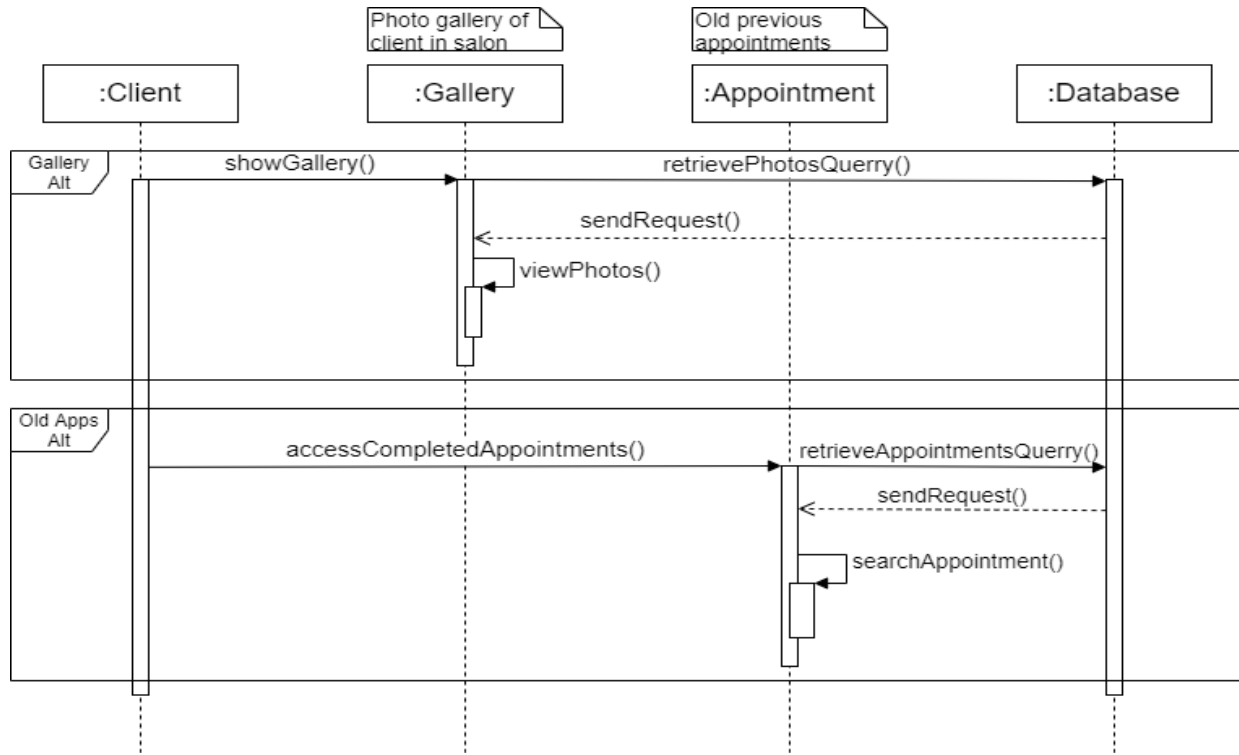 Photo gallery of
client in salon
Old previous
appointments
:Client
:Gallery
:Appointment
:Database
Gallery
Alt
showGallery()
retrievePhotosQuerry()
sendRequest()
viewPhotos()
Old Apps
Alt
accessCompletedAppointments()
retrieveAppointmentsQuerry()
sendRequest()
searchAppointment()